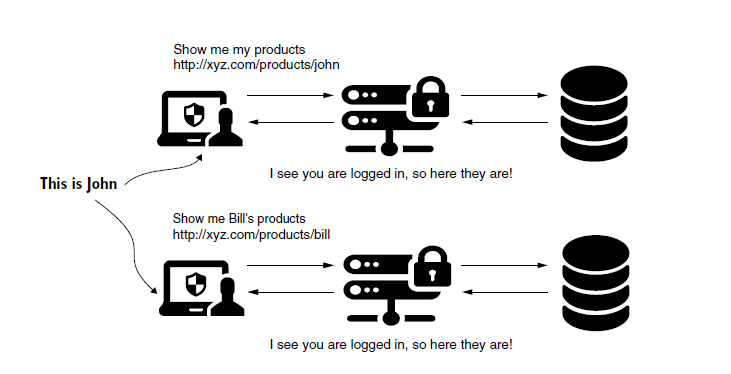 Show me my products
http://xyz.com/products/john
I see you are logged in, so here they are!
This is John
Show me Bill's products
http://xyz.com/products/bill
I see you are logged in, so here they are!